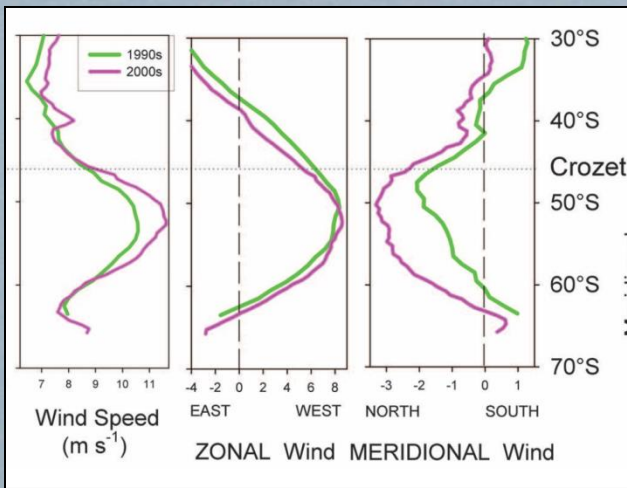 1990s
2000s
30°S
40°S
Crozet
50°S
60°S
70°S
7 8 9 10 11
-4 -2 0 2 4 6 8
-3 -2 -1 0 1
EAST WEST
NORTH SOUTH
Wind Speed
(m s⁻¹)
ZONAL Wind MERIDIONAL Wind